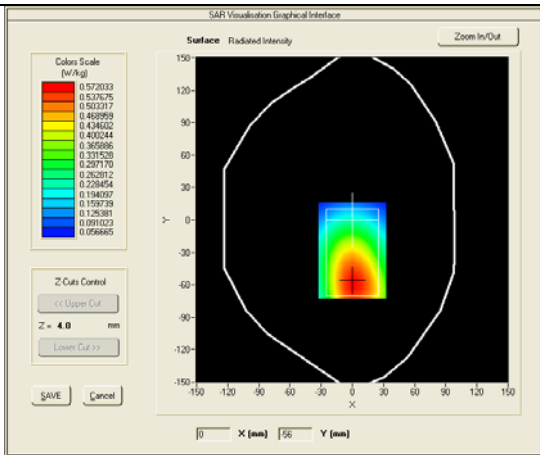 SAR Visualisation Graphical Interface
Surface Radiated Intensity
Zoom In/Out
Colors Scale
(W/kg)
0.572033
0.537675
0.503317
0.468959
0.434602
0.400244
0.365886
0.331528
0.297170
0.262812
0.228454
0.194097
0.159739
0.125381
0.091023
0.056665
Z Cuts Control
<< Upper Cut
Z = 4.0 mm
Lower Cut >>
SAVE Cancel
150
120
90
60
30
0
-30
-60
-90
-120
-150
Y
-150 -120 -90 -60 -30 0 30 60 90 120 150
X
0 X (mm) -56 Y (mm)